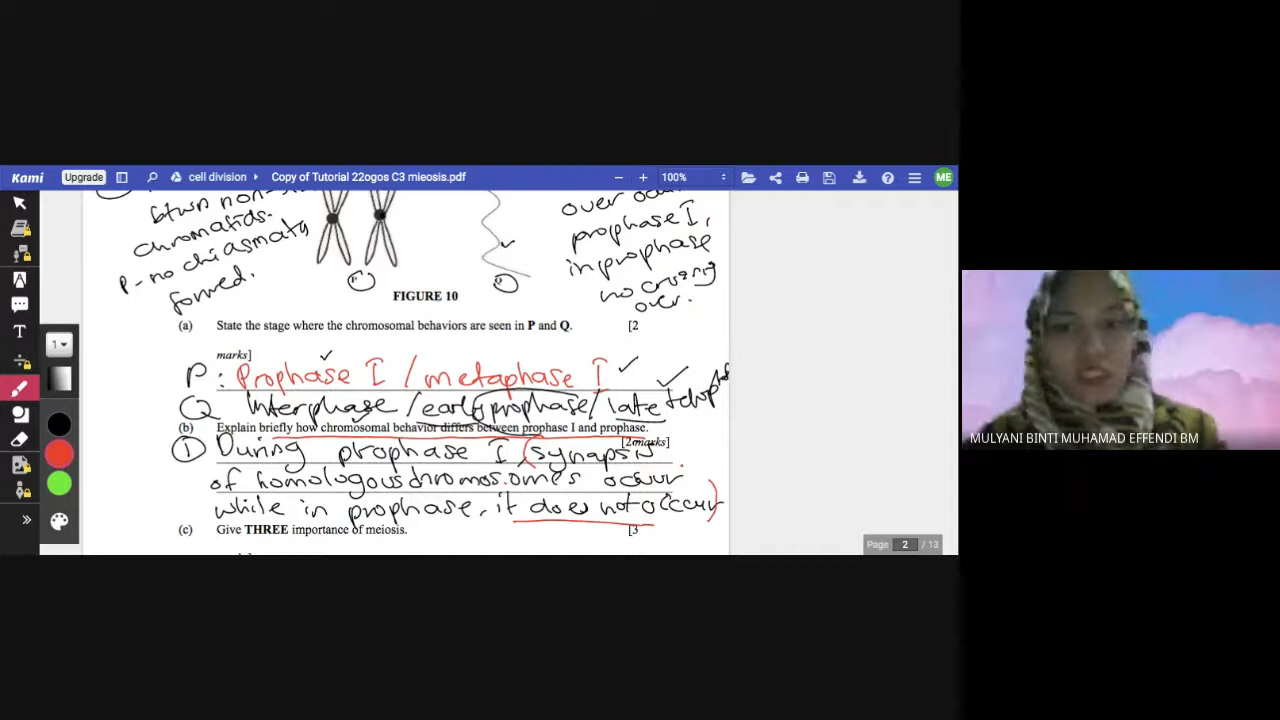 Kami
Upgrade
cell division
Copy of Tutorial 22ogos C3 mieosis.pdf
100%
ME
btwn non-
chromatids.
P - no chiasmata
formed.
over
prophase I,
in prophase
no crossing
over.
P
FIGURE 10
(a) State the stage where the chromosomal behaviors are seen in P and Q. [2
marks]
P : Prophase I / metaphase I
Q Interphase / early prophase / late
(b) Explain briefly how chromosomal behavior differs between prophase I and prophase.
[2marks]
① During prophase I, synapsis
of homologous chromosomes occur
while in prophase, it does not occur
(c) Give THREE importance of meiosis. [3
Page 2 / 13
1
MULYANI BINTI MUHAMAD EFFENDI BM